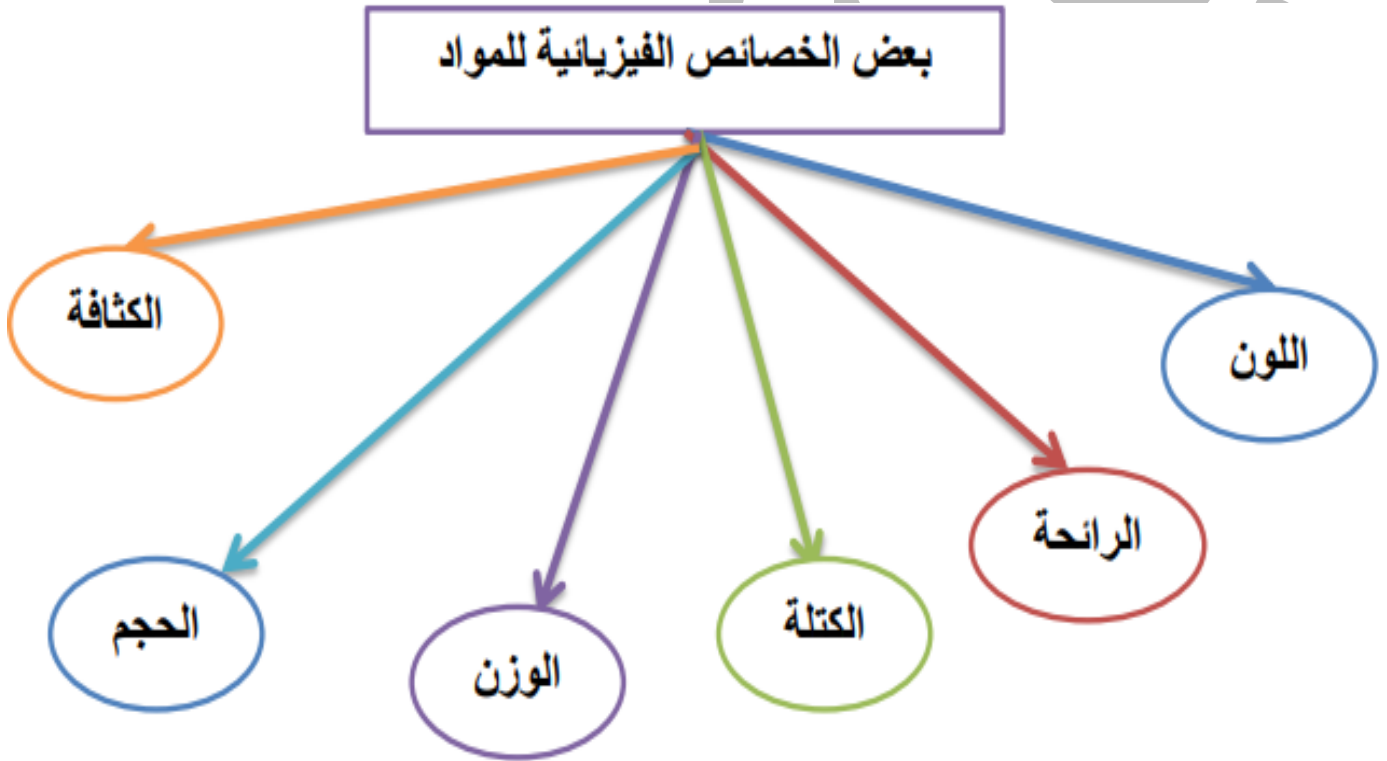 بعض الخصائص الفيزيائية للمواد
اللون
الرائحة
الكتلة
الوزن
الحجم
الكثافة